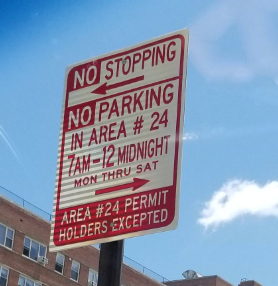 NO STOPPING
NO PARKING
IN AREA # 24
7AM-12 MIDNIGHT
MON THRU SAT
AREA #24 PERMIT
HOLDERS EXCEPTED